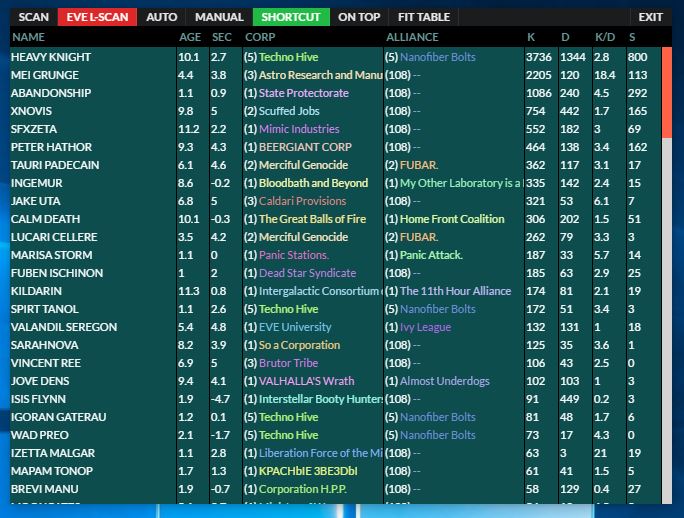 SCAN EVE L-SCAN AUTO MANUAL SHORTCUT ON TOP FIT TABLE EXIT
NAME AGE SEC CORP ALLIANCE K D K/D S
HEAVY KNIGHT 10.1 2.7 (5) Techno Hive (5) Nanofiber Bolts 3736 1344 2.8 800
MEI GRUNGE 4.4 3.8 (3) Astro Research and Manu (108) -- 2205 120 18.4 113
ABANDONSHIP 1.1 0.9 (1) State Protectorate (108) -- 1086 240 4.5 292
XNOVIS 9.8 5 (2) Scuffed Jobs (108) -- 754 442 1.7 165
SFXZETA 11.2 2.2 (1) Mimic Industries (108) -- 552 182 3 69
PETER HATHOR 9.3 4.3 (1) BEERGIANT CORP (108) -- 464 138 3.4 162
TAURI PADECAIN 6.1 4.6 (2) Merciful Genocide (2) FUBAR. 362 117 3.1 17
INGEMUR 8.6 -0.2 (1) Bloodbath and Beyond (1) My Other Laboratory is a 335 142 2.4 15
JAKE UTA 6.8 5 (3) Caldari Provisions (108) -- 321 53 6.1 7
CALM DEATH 10.1 -0.3 (1) The Great Balls of Fire (1) Home Front Coalition 306 202 1.5 51
LUCARI CELLERE 3.5 4.2 (2) Merciful Genocide (2) FUBAR. 262 79 3.3 3
MARISA STORM 1.1 0 (1) Panic Stations. (1) Panic Attack. 187 33 5.7 14
FUBEN ISCHINON 1 2 (1) Dead Star Syndicate (108) -- 185 63 2.9 25
KILDARIN 11.3 0.8 (1) Intergalactic Consortium (1) The 11th Hour Alliance 174 81 2.1 19
SPIRT TANOL 1.1 2.6 (5) Techno Hive (5) Nanofiber Bolts 172 51 3.4 3
VALANDIL SEREGON 5.4 4.8 (1) EVE University (1) Ivy League 132 131 1 18
SARAHNOVA 8.2 3.9 (1) So a Corporation (108) -- 125 35 3.6 1
VINCENT REE 6.9 5 (3) Brutor Tribe (108) -- 106 43 2.5 0
JOVE DENS 9.4 4.1 (1) VALHALLA'S Wrath (1) Almost Underdogs 102 103 1 3
ISIS FLYNN 1.9 -4.7 (1) Interstellar Booty Hunter (108) -- 91 449 0.2 3
IGORAN GATERAU 1.2 0.1 (5) Techno Hive (5) Nanofiber Bolts 81 48 1.7 6
WAD PREO 2.1 -1.7 (5) Techno Hive (5) Nanofiber Bolts 73 17 4.3 0
IZETTA MALGAR 1.1 2.8 (1) Liberation Force of the Mi (108) -- 63 3 21 19
MAPAM TONOP 1.7 1.3 (1) KPACHbIE 3BE3DbI (108) -- 61 41 1.5 5
BREVI MANU 1.9 -0.7 (1) Corporation H.P.P. (108) -- 58 129 0.4 27